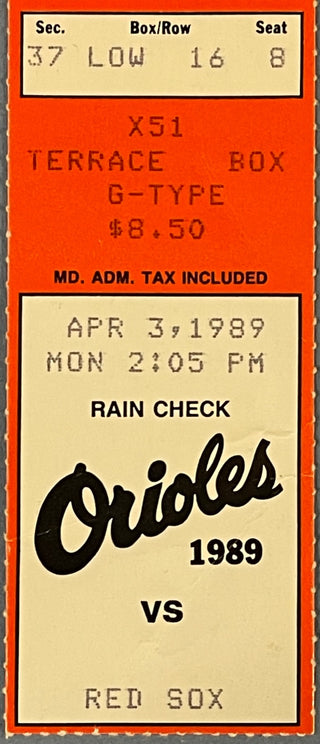 Sec. Box/Row Seat
37 LOW 16 8
X51
TERRACE BOX
G-TYPE
$8.50
MD. ADM. TAX INCLUDED
APR 3,1989
MON 2:05 PM
RAIN CHECK
Orioles
1989
VS
RED SOX